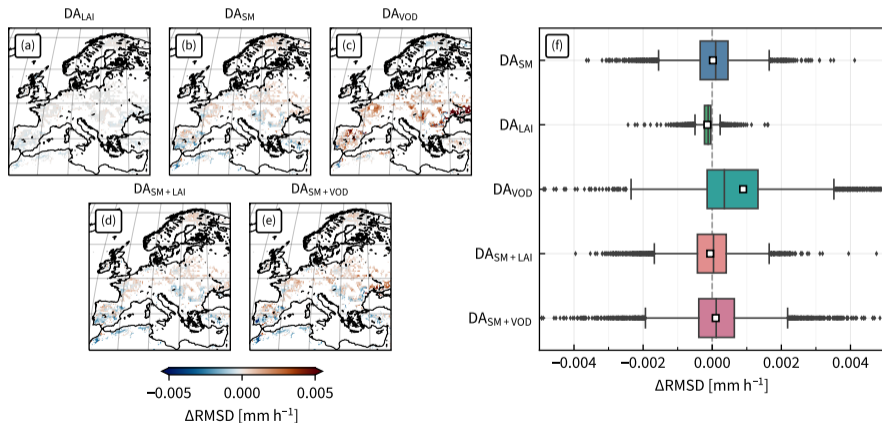 DA_LAI
DA_SM
DA_VOD
(a)
(b)
(c)
DA_SM+LAI
DA_SM+VOD
(d)
(e)
−0.005 0.000 0.005
ΔRMSD [mm h⁻¹]
(f)
DA_SM
DA_LAI
DA_VOD
DA_SM+LAI
DA_SM+VOD
−0.004 −0.002 0.000 0.002 0.004
ΔRMSD [mm h⁻¹]